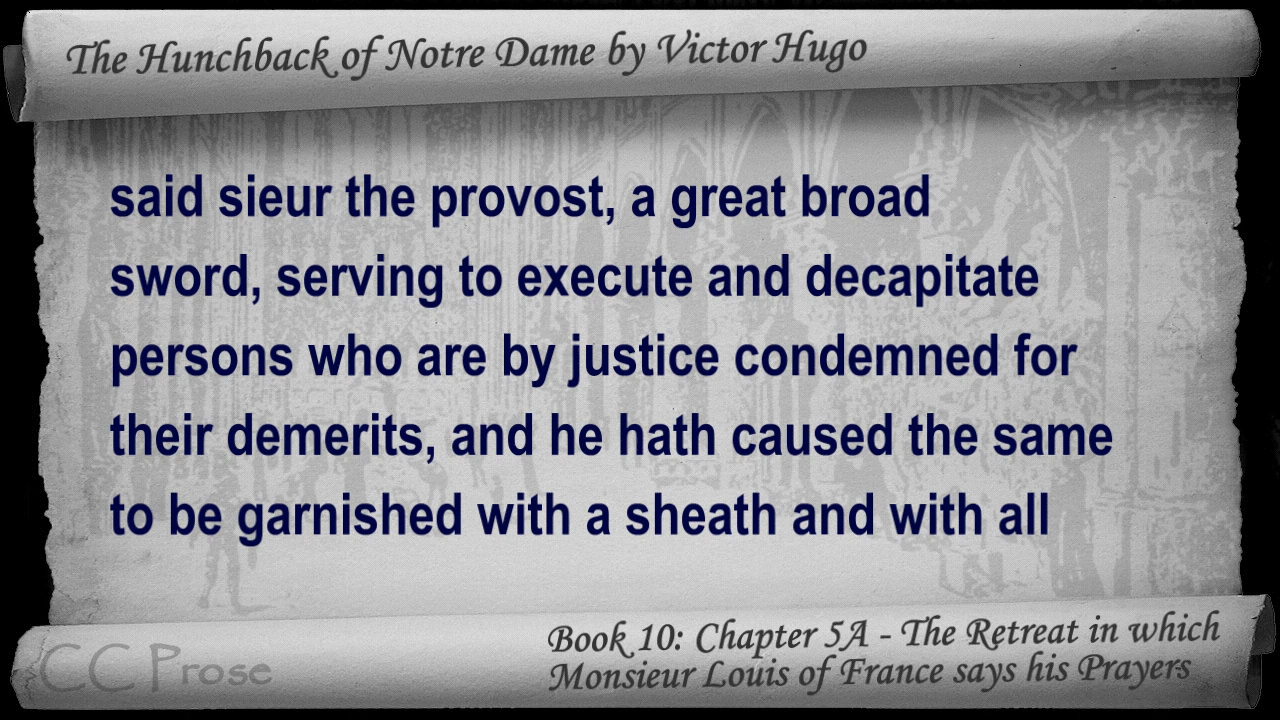 The Hunchback of Notre Dame by Victor Hugo
said sieur the provost, a great broad
sword, serving to execute and decapitate
persons who are by justice condemned for
their demerits, and he hath caused the same
to be garnished with a sheath and with all
Book 10: Chapter 5A - The Retreat in which
Monsieur Louis of France says his Prayers
CC Prose